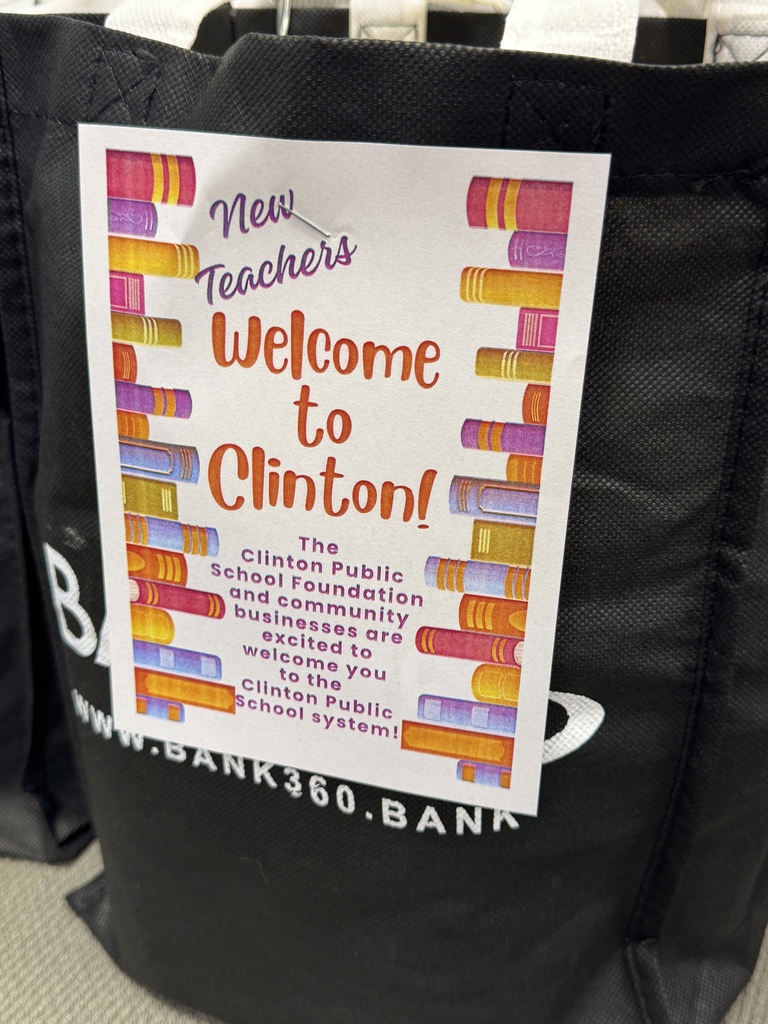 New
Teachers
Welcome
to
Clinton!
The
Clinton Public
School Foundation
and community
businesses are
excited to
welcome you
to the
Clinton Public
School system!
WWW.BANK360.BANK